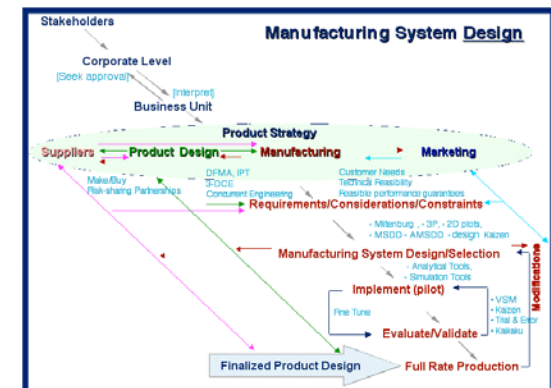 Stakeholders
Manufacturing System Design
Corporate Level
[Seek approval]
[Interpret]
Business Unit
Product Strategy
Suppliers
Product Design
Manufacturing
Marketing
Make/Buy
Risk-sharing Partnerships
DFMA, IPT
3-DCE
Concurrent Engineering
Customer Needs
Technical Feasibility
Feasible performance guarantees
Requirements/Considerations/Constraints
- Miltenburg , - 3P, - 2D plots,
- MSDD - AMSDD - design Kaizen
Manufacturing System Design/Selection
- Analytical Tools,
- Simulation Tools
Modifications
Implement (pilot)
Fine Tune
- VSM
- Kaizen
- Trial & Error
- Kaikaku
Evaluate/Validate
Finalized Product Design
Full Rate Production